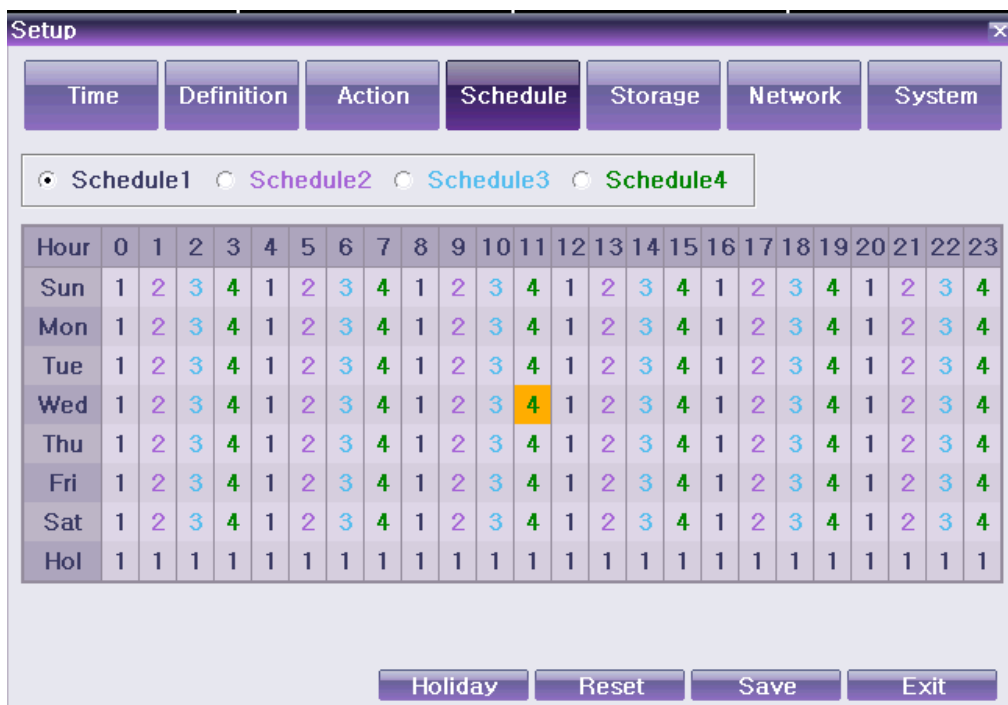 Setup
Time Definition Action Schedule Storage Network System
Schedule1 Schedule2 Schedule3 Schedule4
Hour 0 1 2 3 4 5 6 7 8 9 10 11 12 13 14 15 16 17 18 19 20 21 22 23
Sun 1 2 3 4 1 2 3 4 1 2 3 4 1 2 3 4 1 2 3 4 1 2 3 4
Mon 1 2 3 4 1 2 3 4 1 2 3 4 1 2 3 4 1 2 3 4 1 2 3 4
Tue 1 2 3 4 1 2 3 4 1 2 3 4 1 2 3 4 1 2 3 4 1 2 3 4
Wed 1 2 3 4 1 2 3 4 1 2 3 4 1 2 3 4 1 2 3 4 1 2 3 4
Thu 1 2 3 4 1 2 3 4 1 2 3 4 1 2 3 4 1 2 3 4 1 2 3 4
Fri 1 2 3 4 1 2 3 4 1 2 3 4 1 2 3 4 1 2 3 4 1 2 3 4
Sat 1 2 3 4 1 2 3 4 1 2 3 4 1 2 3 4 1 2 3 4 1 2 3 4
Hol 1 1 1 1 1 1 1 1 1 1 1 1 1 1 1 1 1 1 1 1 1 1 1 1
Holiday Reset Save Exit